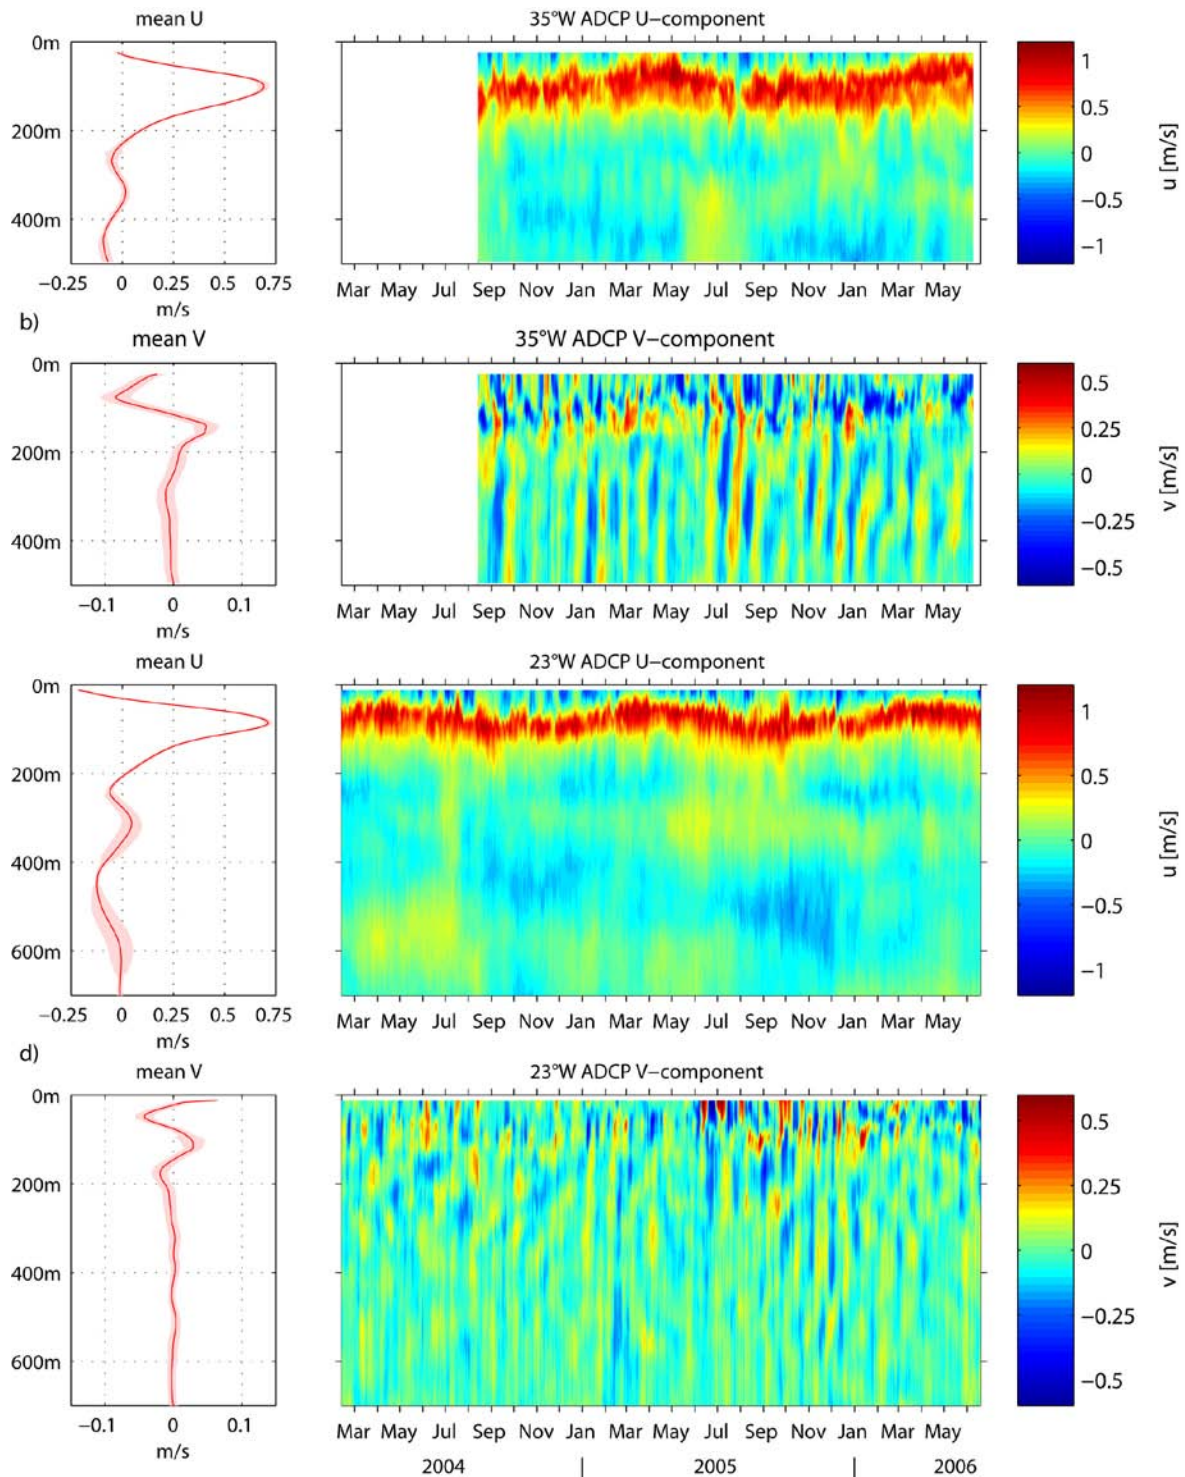 mean U
35°W ADCP U−component
0m
200m
400m
−0.25 0 0.25 0.5 0.75
m/s
Mar May Jul Sep Nov Jan Mar May Jul Sep Nov Jan Mar May
1
0.5
0
−0.5
−1
u [m/s]
b)
mean V
35°W ADCP V−component
0m
200m
400m
−0.1 0 0.1
m/s
Mar May Jul Sep Nov Jan Mar May Jul Sep Nov Jan Mar May
0.5
0.25
0
−0.25
−0.5
v [m/s]
mean U
23°W ADCP U−component
0m
200m
400m
600m
−0.25 0 0.25 0.5 0.75
m/s
Mar May Jul Sep Nov Jan Mar May Jul Sep Nov Jan Mar May
1
0.5
0
−0.5
−1
u [m/s]
d)
mean V
23°W ADCP V−component
0m
200m
400m
600m
−0.1 0 0.1
m/s
Mar May Jul Sep Nov Jan Mar May Jul Sep Nov Jan Mar May
2004 | 2005 | 2006
0.5
0.25
0
−0.25
−0.5
v [m/s]